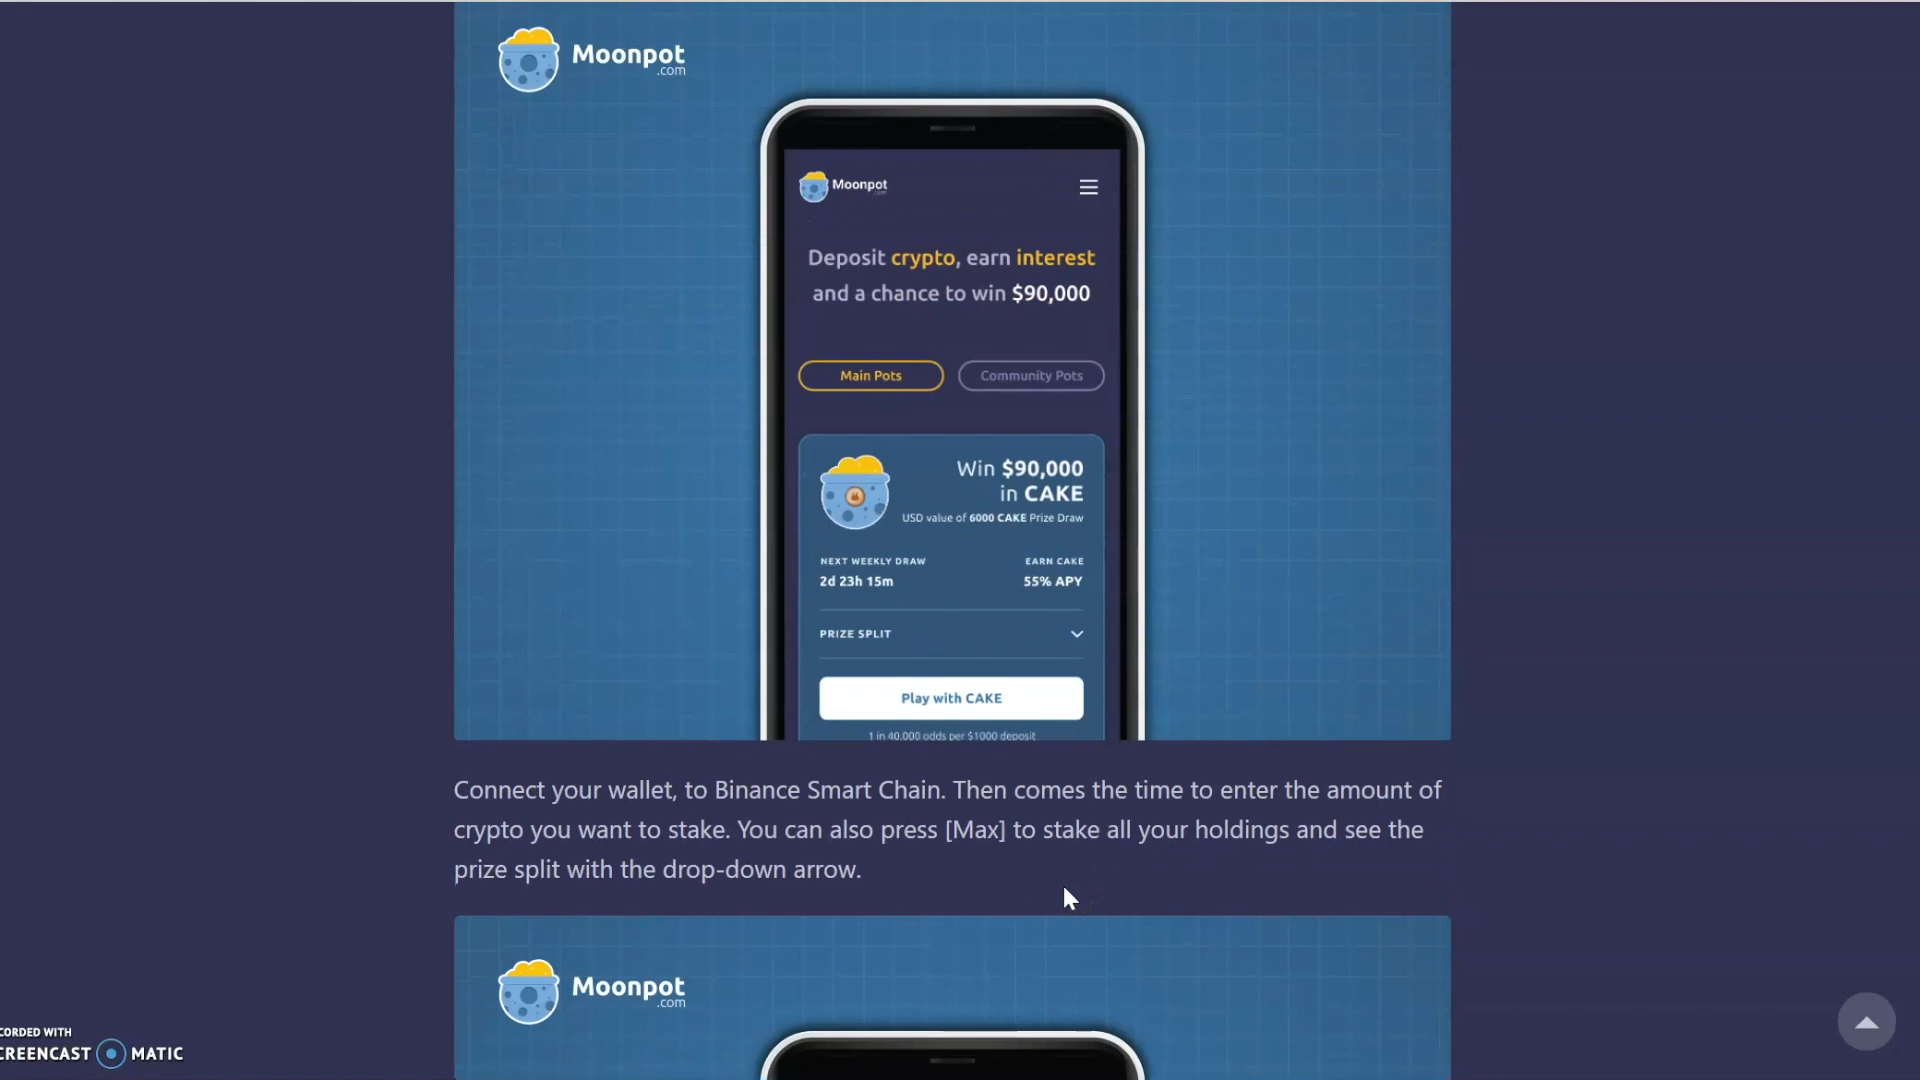 Moonpot
.com
Moonpot
Deposit crypto, earn interest
and a chance to win $90,000
Main Pots
Community Pots
Win $90,000
in CAKE
USD value of 6000 CAKE Prize Draw
NEXT WEEKLY DRAW
EARN CAKE
2d 23h 15m
55% APY
PRIZE SPLIT
Play with CAKE
1 in 40,000 odds per $1000 deposit
Connect your wallet, to Binance Smart Chain. Then comes the time to enter the amount of
crypto you want to stake. You can also press [Max] to stake all your holdings and see the
prize split with the drop-down arrow.
Moonpot
.com
CORDED WITH
CREENCAST MATIC